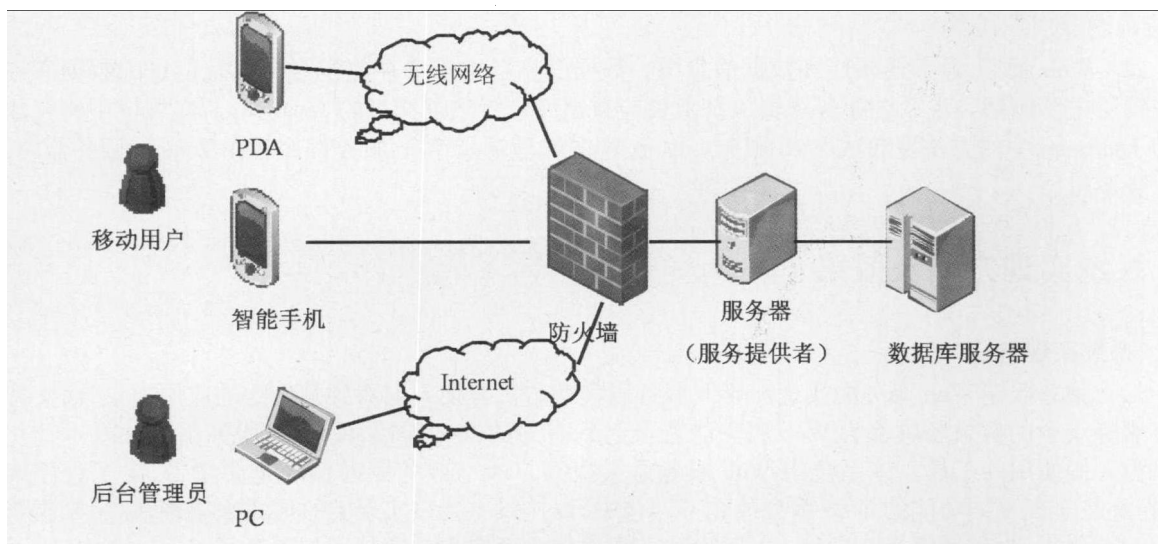 无线网络
PDA
移动用户
智能手机
防火墙
服务器
(服务提供者)
数据库服务器
Internet
后台管理员
PC